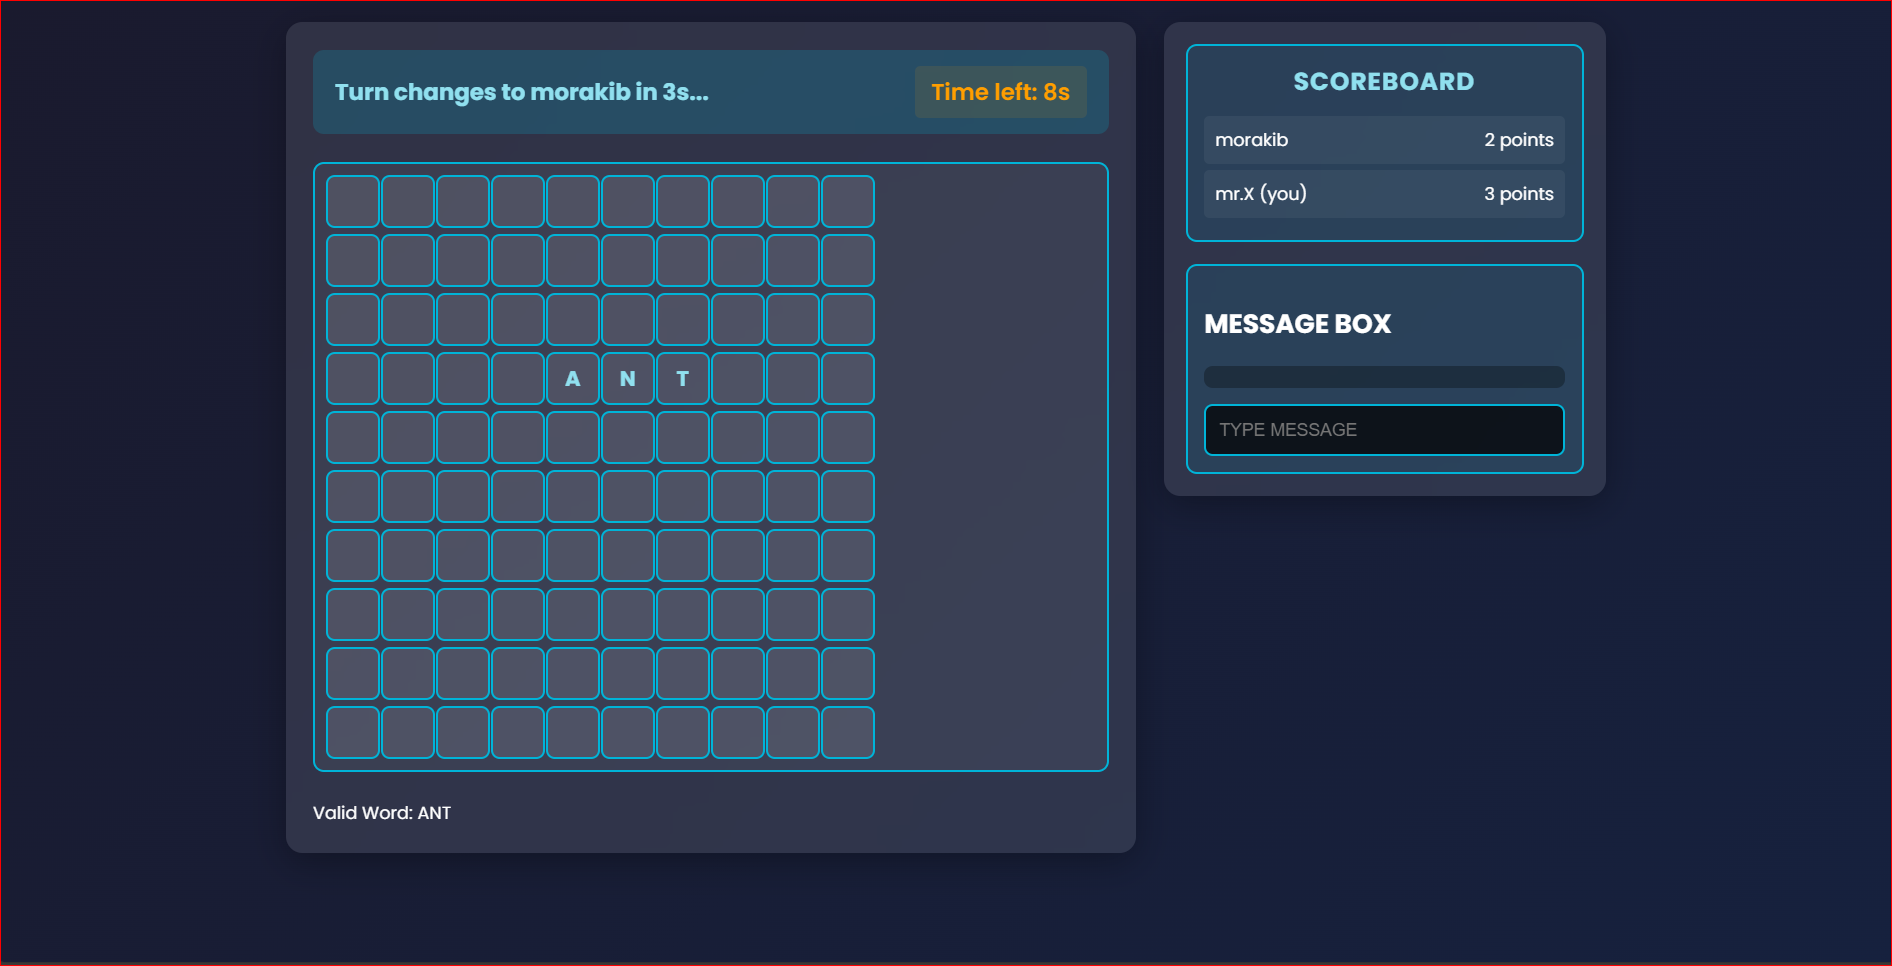 Turn changes to morakib in 3s...
Time left: 8s
A N T
Valid Word: ANT
SCOREBOARD
morakib 2 points
mr.X (you) 3 points
MESSAGE BOX
TYPE MESSAGE